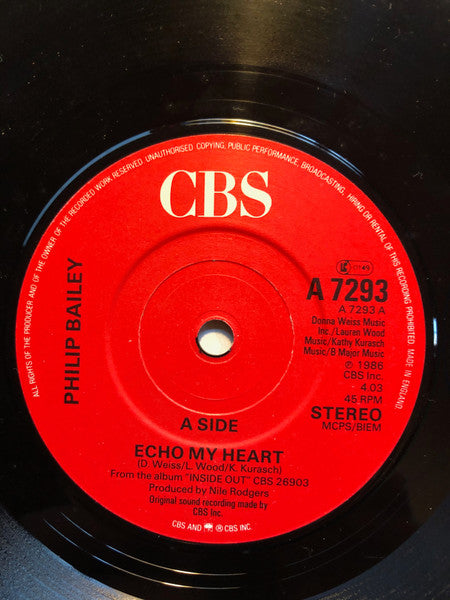 ALL RIGHTS OF THE PRODUCER AND OF THE OWNER OF THE RECORDED WORK RESERVED. UNAUTHORISED COPYING, PUBLIC PERFORMANCE, BROADCASTING, HIRING OR RENTAL OF THIS RECORDING PROHIBITED. MADE IN ENGLAND.
CBS
PHILIP BAILEY
A 7293
A 7293 A
Donna Weiss Music
Inc./Lauren Wood
Music/Kathy Kurasch
Music/B Major Music
℗ 1986
CBS Inc.
4.03
45 RPM
STEREO
MCPS/BIEM
A SIDE
ECHO MY HEART
(D. Weiss/L. Wood/K. Kurasch)
From the album "INSIDE OUT" CBS 26903
Produced by Nile Rodgers
Original sound recording made by
CBS Inc.
CBS AND ® CBS INC.